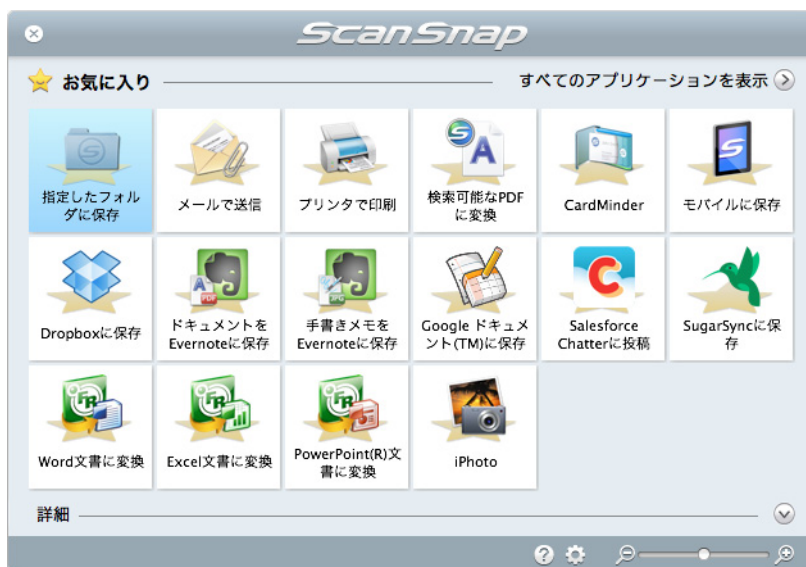 ScanSnap
お気に入り
すべてのアプリケーションを表示
指定したフォル
ダに保存
メールで送信
プリンタで印刷
検索可能なPDF
に変換
CardMinder
モバイルに保存
Dropboxに保存
ドキュメントを
Evernoteに保存
手書きメモを
Evernoteに保存
Google ドキュメ
ント(TM)に保存
Salesforce
Chatterに投稿
SugarSyncに保
存
Word文書に変換
Excel文書に変換
PowerPoint(R)文
書に変換
iPhoto
詳細